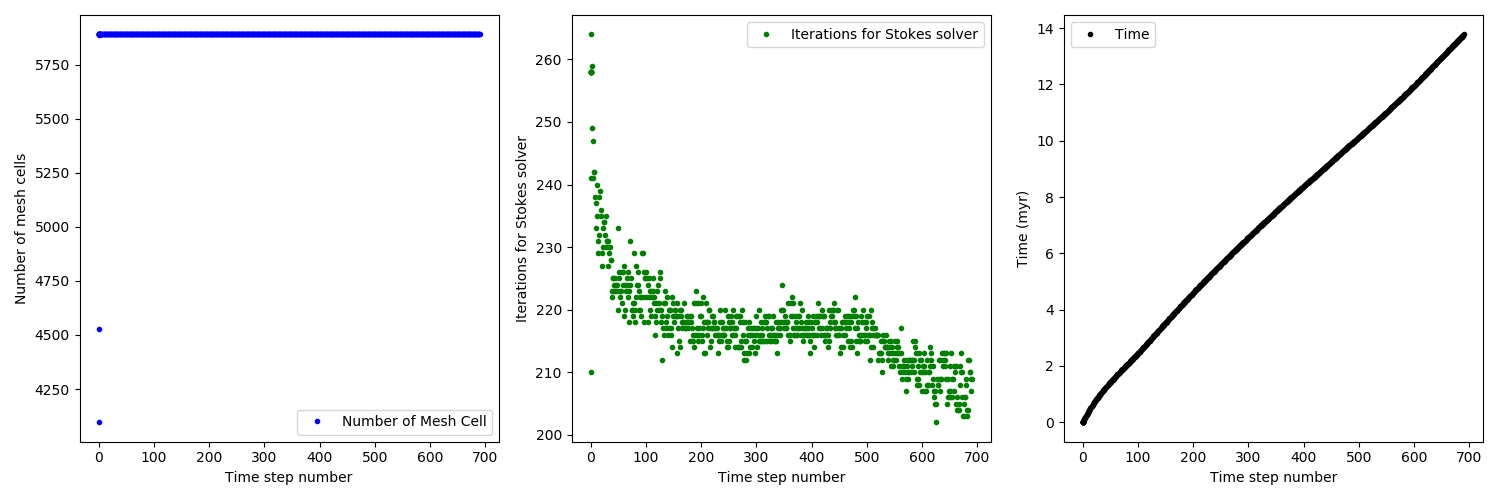 Number of mesh cells
5750
5500
5250
5000
4750
4500
4250
0 100 200 300 400 500 600 700
Time step number
Number of Mesh Cell
Iterations for Stokes solver
260
250
240
230
220
210
200
0 100 200 300 400 500 600 700
Time step number
Iterations for Stokes solver
Time (myr)
14
12
10
8
6
4
2
0
0 100 200 300 400 500 600 700
Time step number
Time